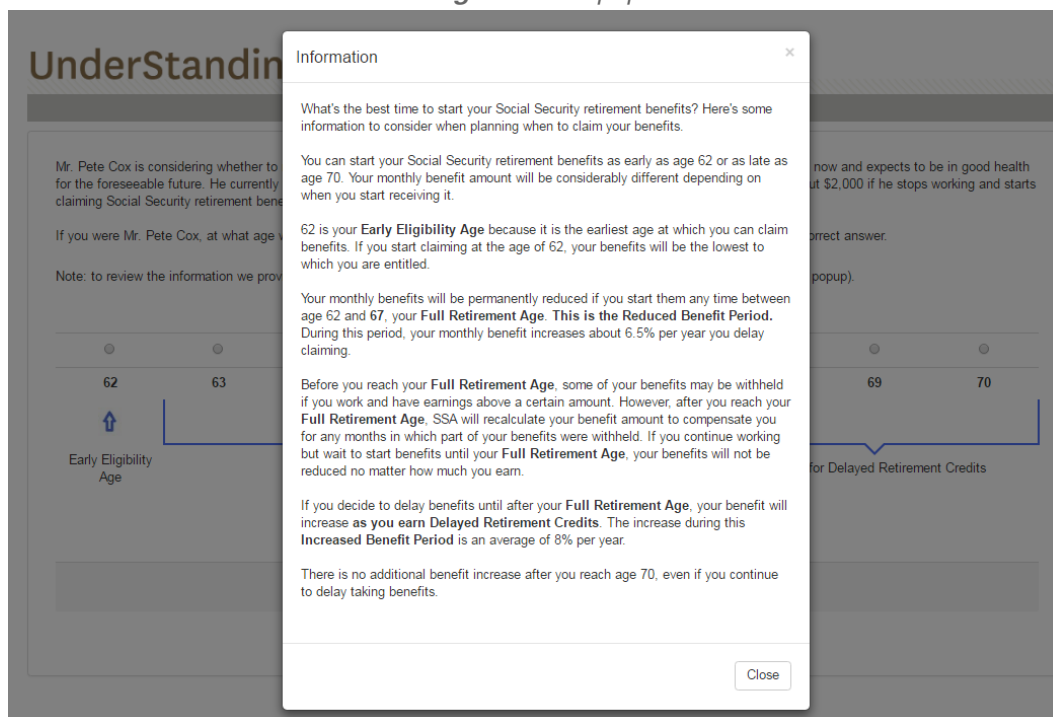 UnderStandin
Information
×
What's the best time to start your Social Security retirement benefits? Here's some
information to consider when planning when to claim your benefits.
You can start your Social Security retirement benefits as early as age 62 or as late as
age 70. Your monthly benefit amount will be considerably different depending on
when you start receiving it.
62 is your Early Eligibility Age because it is the earliest age at which you can claim
benefits. If you start claiming at the age of 62, your benefits will be the lowest to
which you are entitled.
Your monthly benefits will be permanently reduced if you start them any time between
age 62 and 67, your Full Retirement Age. This is the Reduced Benefit Period.
During this period, your monthly benefit increases about 6.5% per year you delay
claiming.
Before you reach your Full Retirement Age, some of your benefits may be withheld
if you work and have earnings above a certain amount. However, after you reach your
Full Retirement Age, SSA will recalculate your benefit amount to compensate you
for any months in which part of your benefits were withheld. If you continue working
but wait to start benefits until your Full Retirement Age, your benefits will not be
reduced no matter how much you earn.
If you decide to delay benefits until after your Full Retirement Age, your benefit will
increase as you earn Delayed Retirement Credits. The increase during this
Increased Benefit Period is an average of 8% per year.
There is no additional benefit increase after you reach age 70, even if you continue
to delay taking benefits.
Close
Mr. Pete Cox is considering whether to now and expects to be in good health
for the foreseeable future. He currently ut $2,000 if he stops working and starts
claiming Social Security retirement bene
If you were Mr. Pete Cox, at what age orrect answer.
Note: to review the information we prov popup).
62 63 69 70
Early Eligibility
Age
for Delayed Retirement Credits